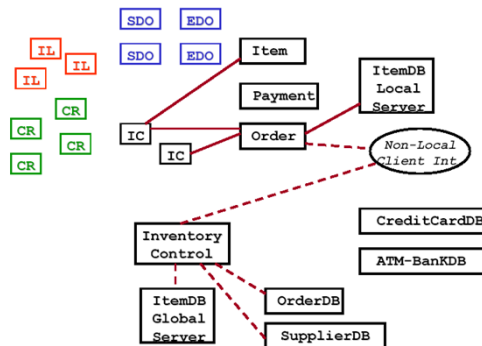 SDO EDO
IL
IL
IL
SDO EDO
Item
ItemDB
Local
Server
Payment
CR
CR
CR
CR
IC
Order
IC
Non-Local
Client Int
CreditCardDB
Inventory
Control
ATM-BanKDB
ItemDB
Global
Server
OrderDB
SupplierDB